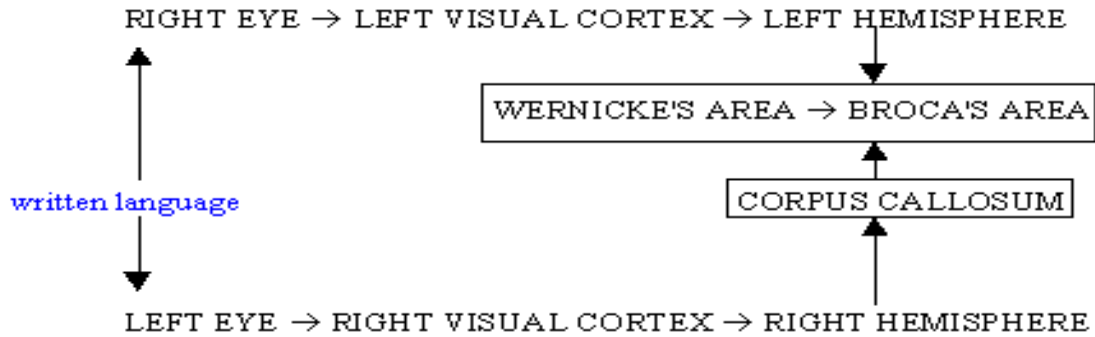 RIGHT EYE → LEFT VISUAL CORTEX → LEFT HEMISPHERE
WERNICKE'S AREA → BROCA'S AREA
written language
CORPUS CALLOSUM
LEFT EYE → RIGHT VISUAL CORTEX → RIGHT HEMISPHERE